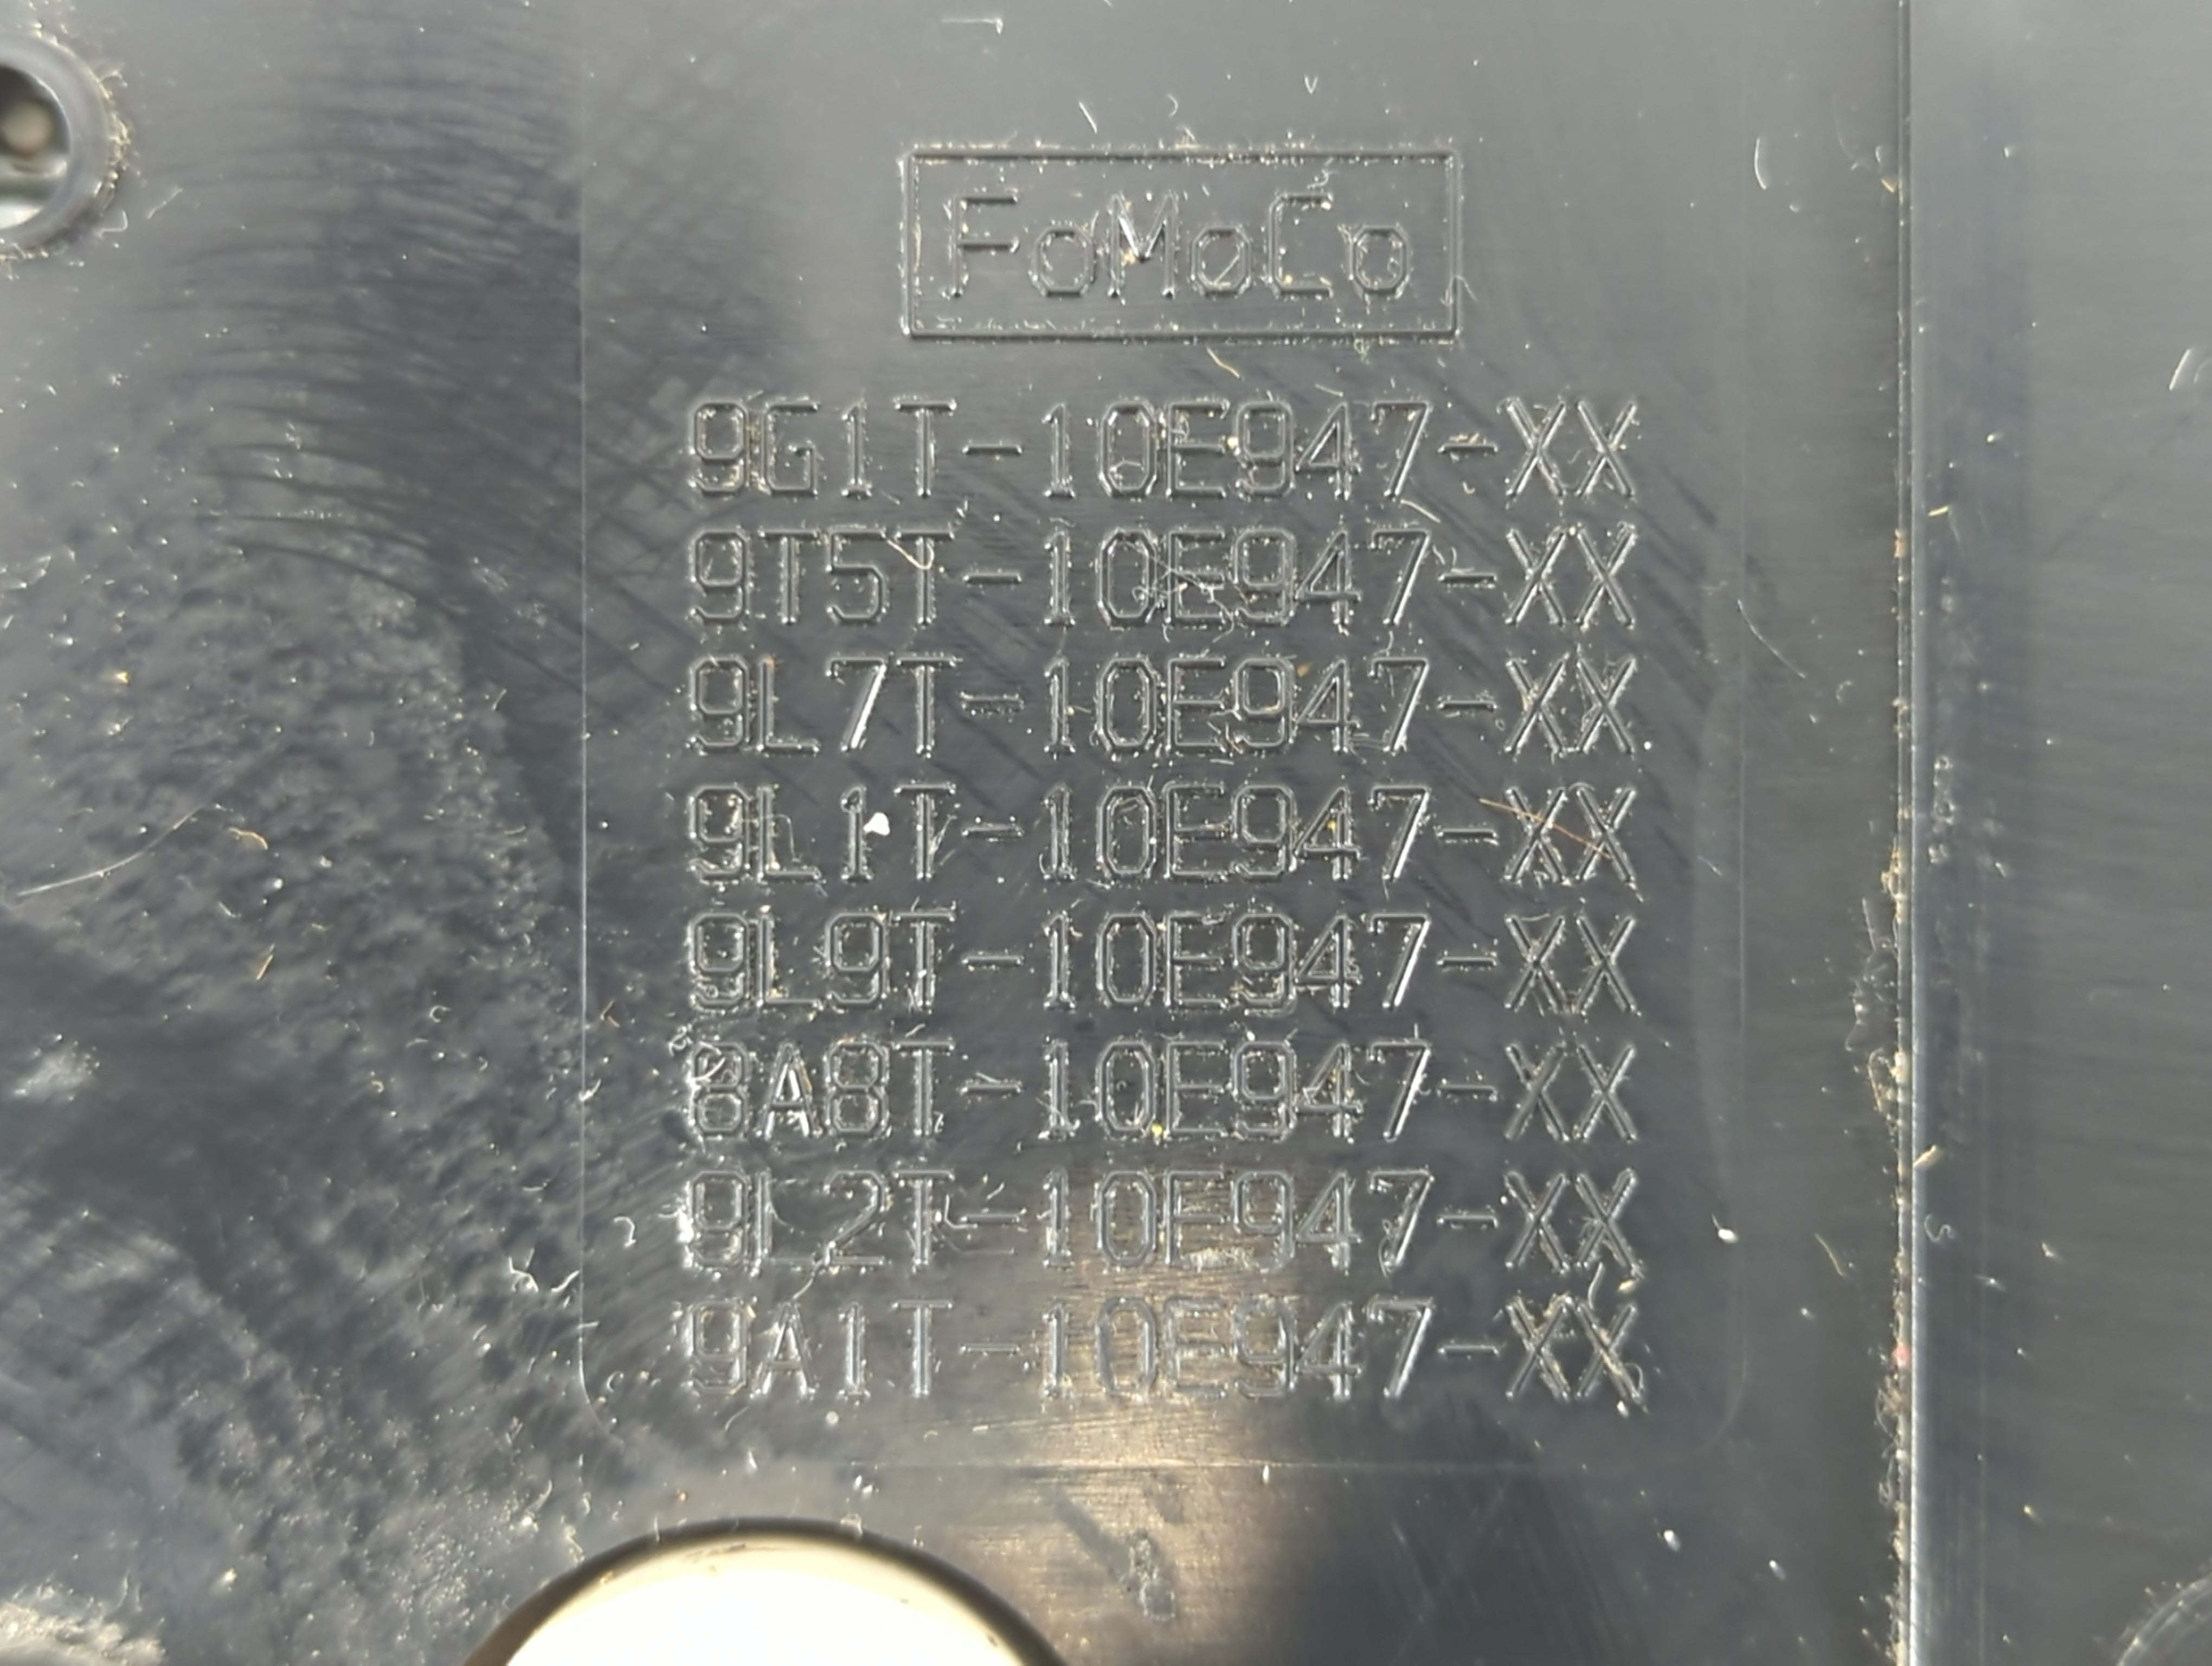 FoMoCo
9G1T-10E947-XX
9T5T-10E947-XX
9L7T-10E947-XX
9L1T-10E947-XX
9L9T-10E947-XX
8A8T-10E947-XX
9L2T-10E947-XX
9A1T-10E947-XX